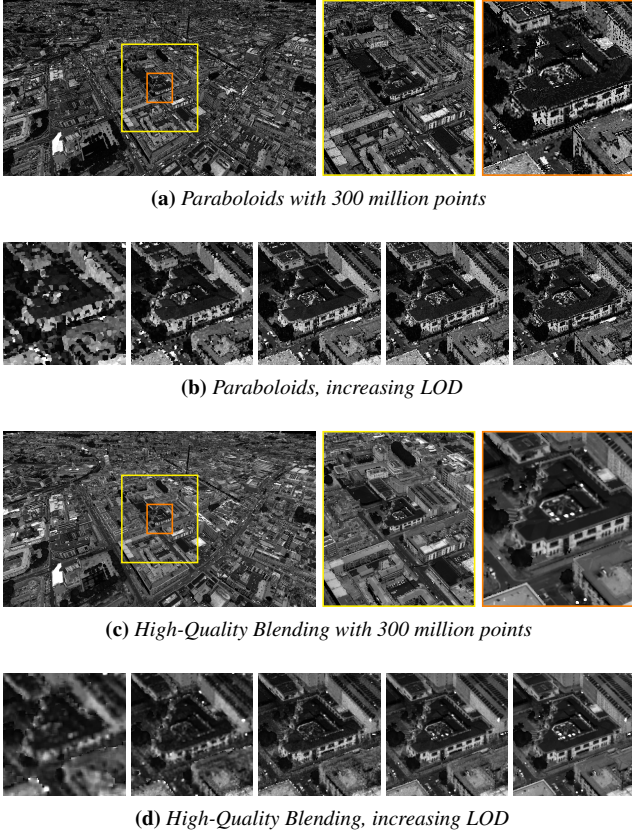 (a) Paraboloids with 300 million points
(b) Paraboloids, increasing LOD
(c) High-Quality Blending with 300 million points
(d) High-Quality Blending, increasing LOD